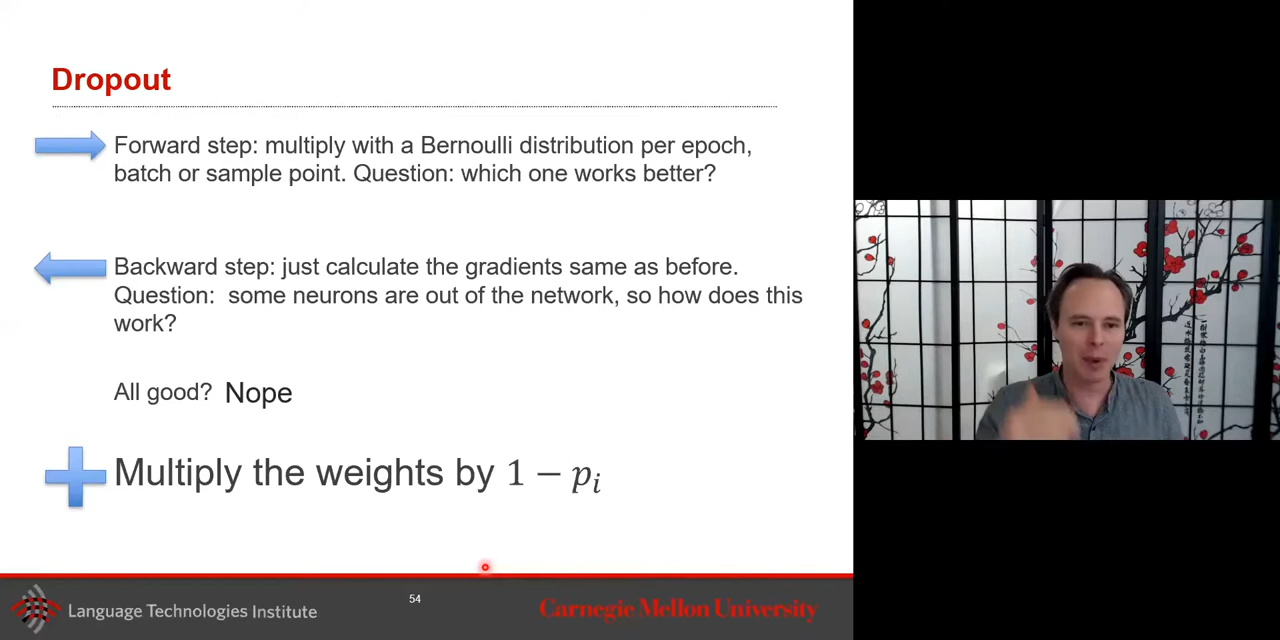 Dropout
Forward step: multiply with a Bernoulli distribution per epoch,
batch or sample point. Question: which one works better?
Backward step: just calculate the gradients same as before.
Question:  some neurons are out of the network, so how does this
work?
All good? Nope
Multiply the weights by 1 − pᵢ
54
Language Technologies Institute
Carnegie Mellon University